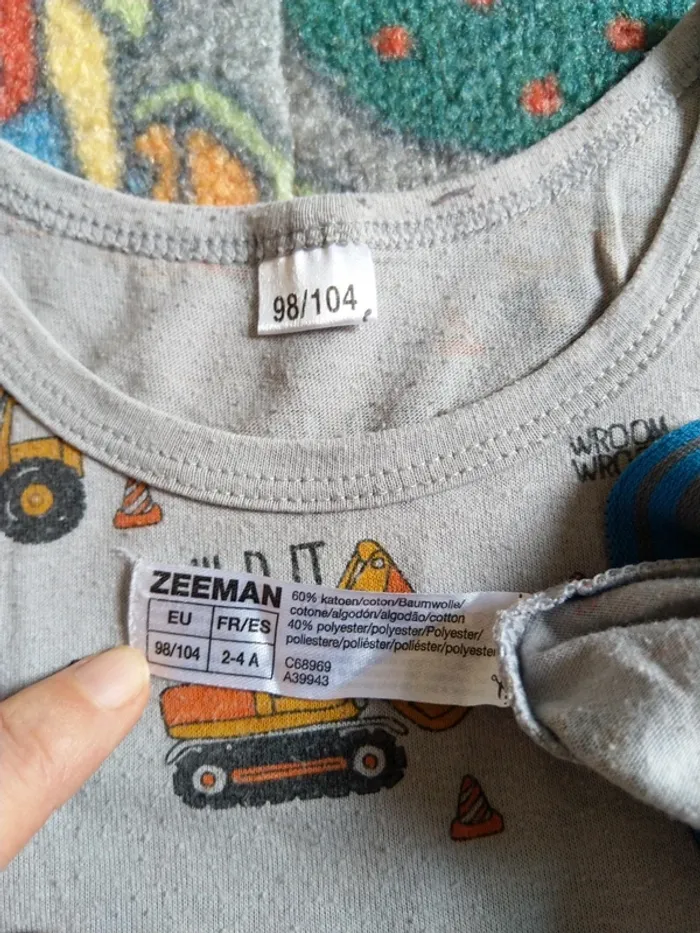 98/104
WROOM
ZEEMAN
EU FR/ES
98/104 2-4 A
60% katoen/coton/Baumwolle/
cotone/algodón/algodão/cotton
40% polyester/polyester/Polyester/
poliestere/poliéster/poliéster/polyester
C68969
A39943